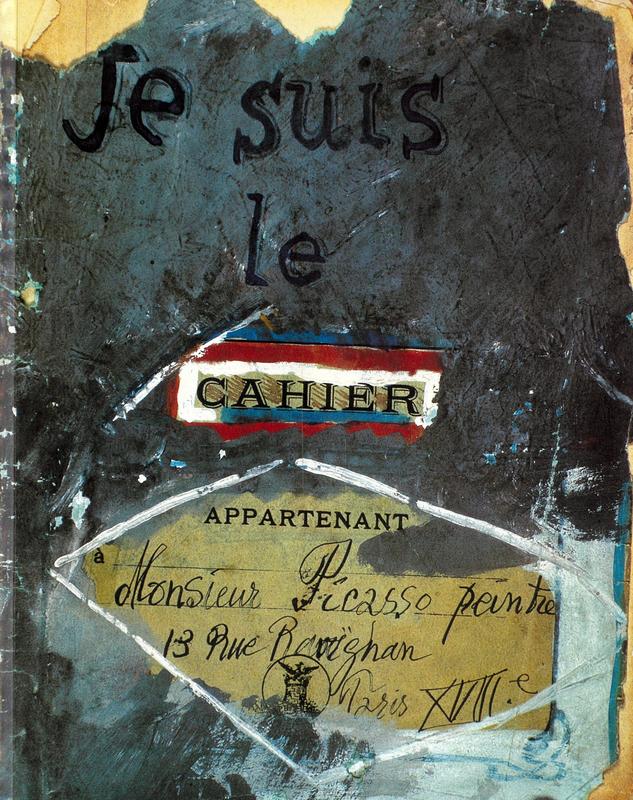 Je suis
le
CAHIER
APPARTENANT
à
Monsieur Picasso peintre
13 Rue Ravignan
Paris XVIII.e